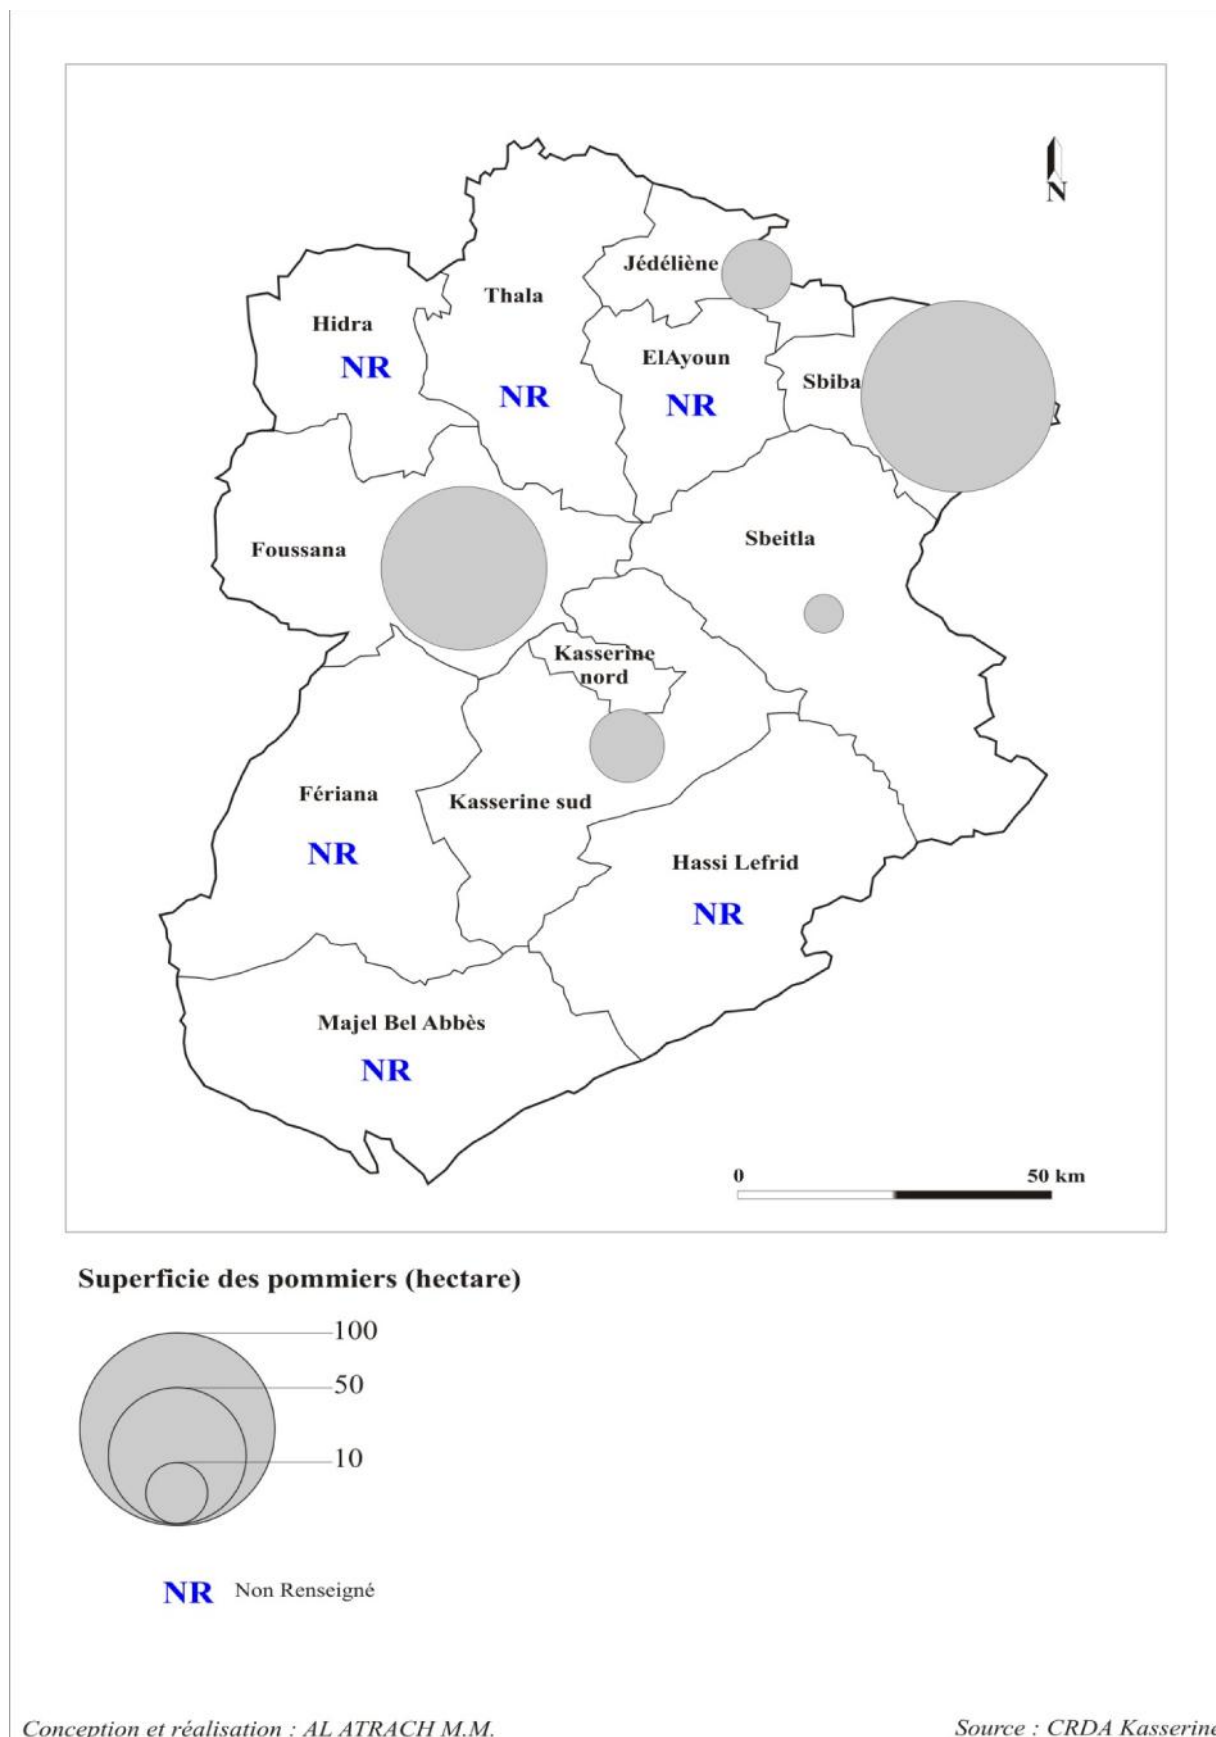 N
Jédéliène
Thala
Hidra
NR
ElAyoun
NR
NR
Sbiba
Sbeitla
Foussana
Kasserine
nord
Fériana
Kasserine sud
NR
Hassi Lefrid
NR
Majel Bel Abbès
NR
0 50 km
Superficie des pommiers (hectare)
100
50
10
NR Non Renseigné
Conception et réalisation : AL ATRACH M.M. Source : CRDA Kasserine